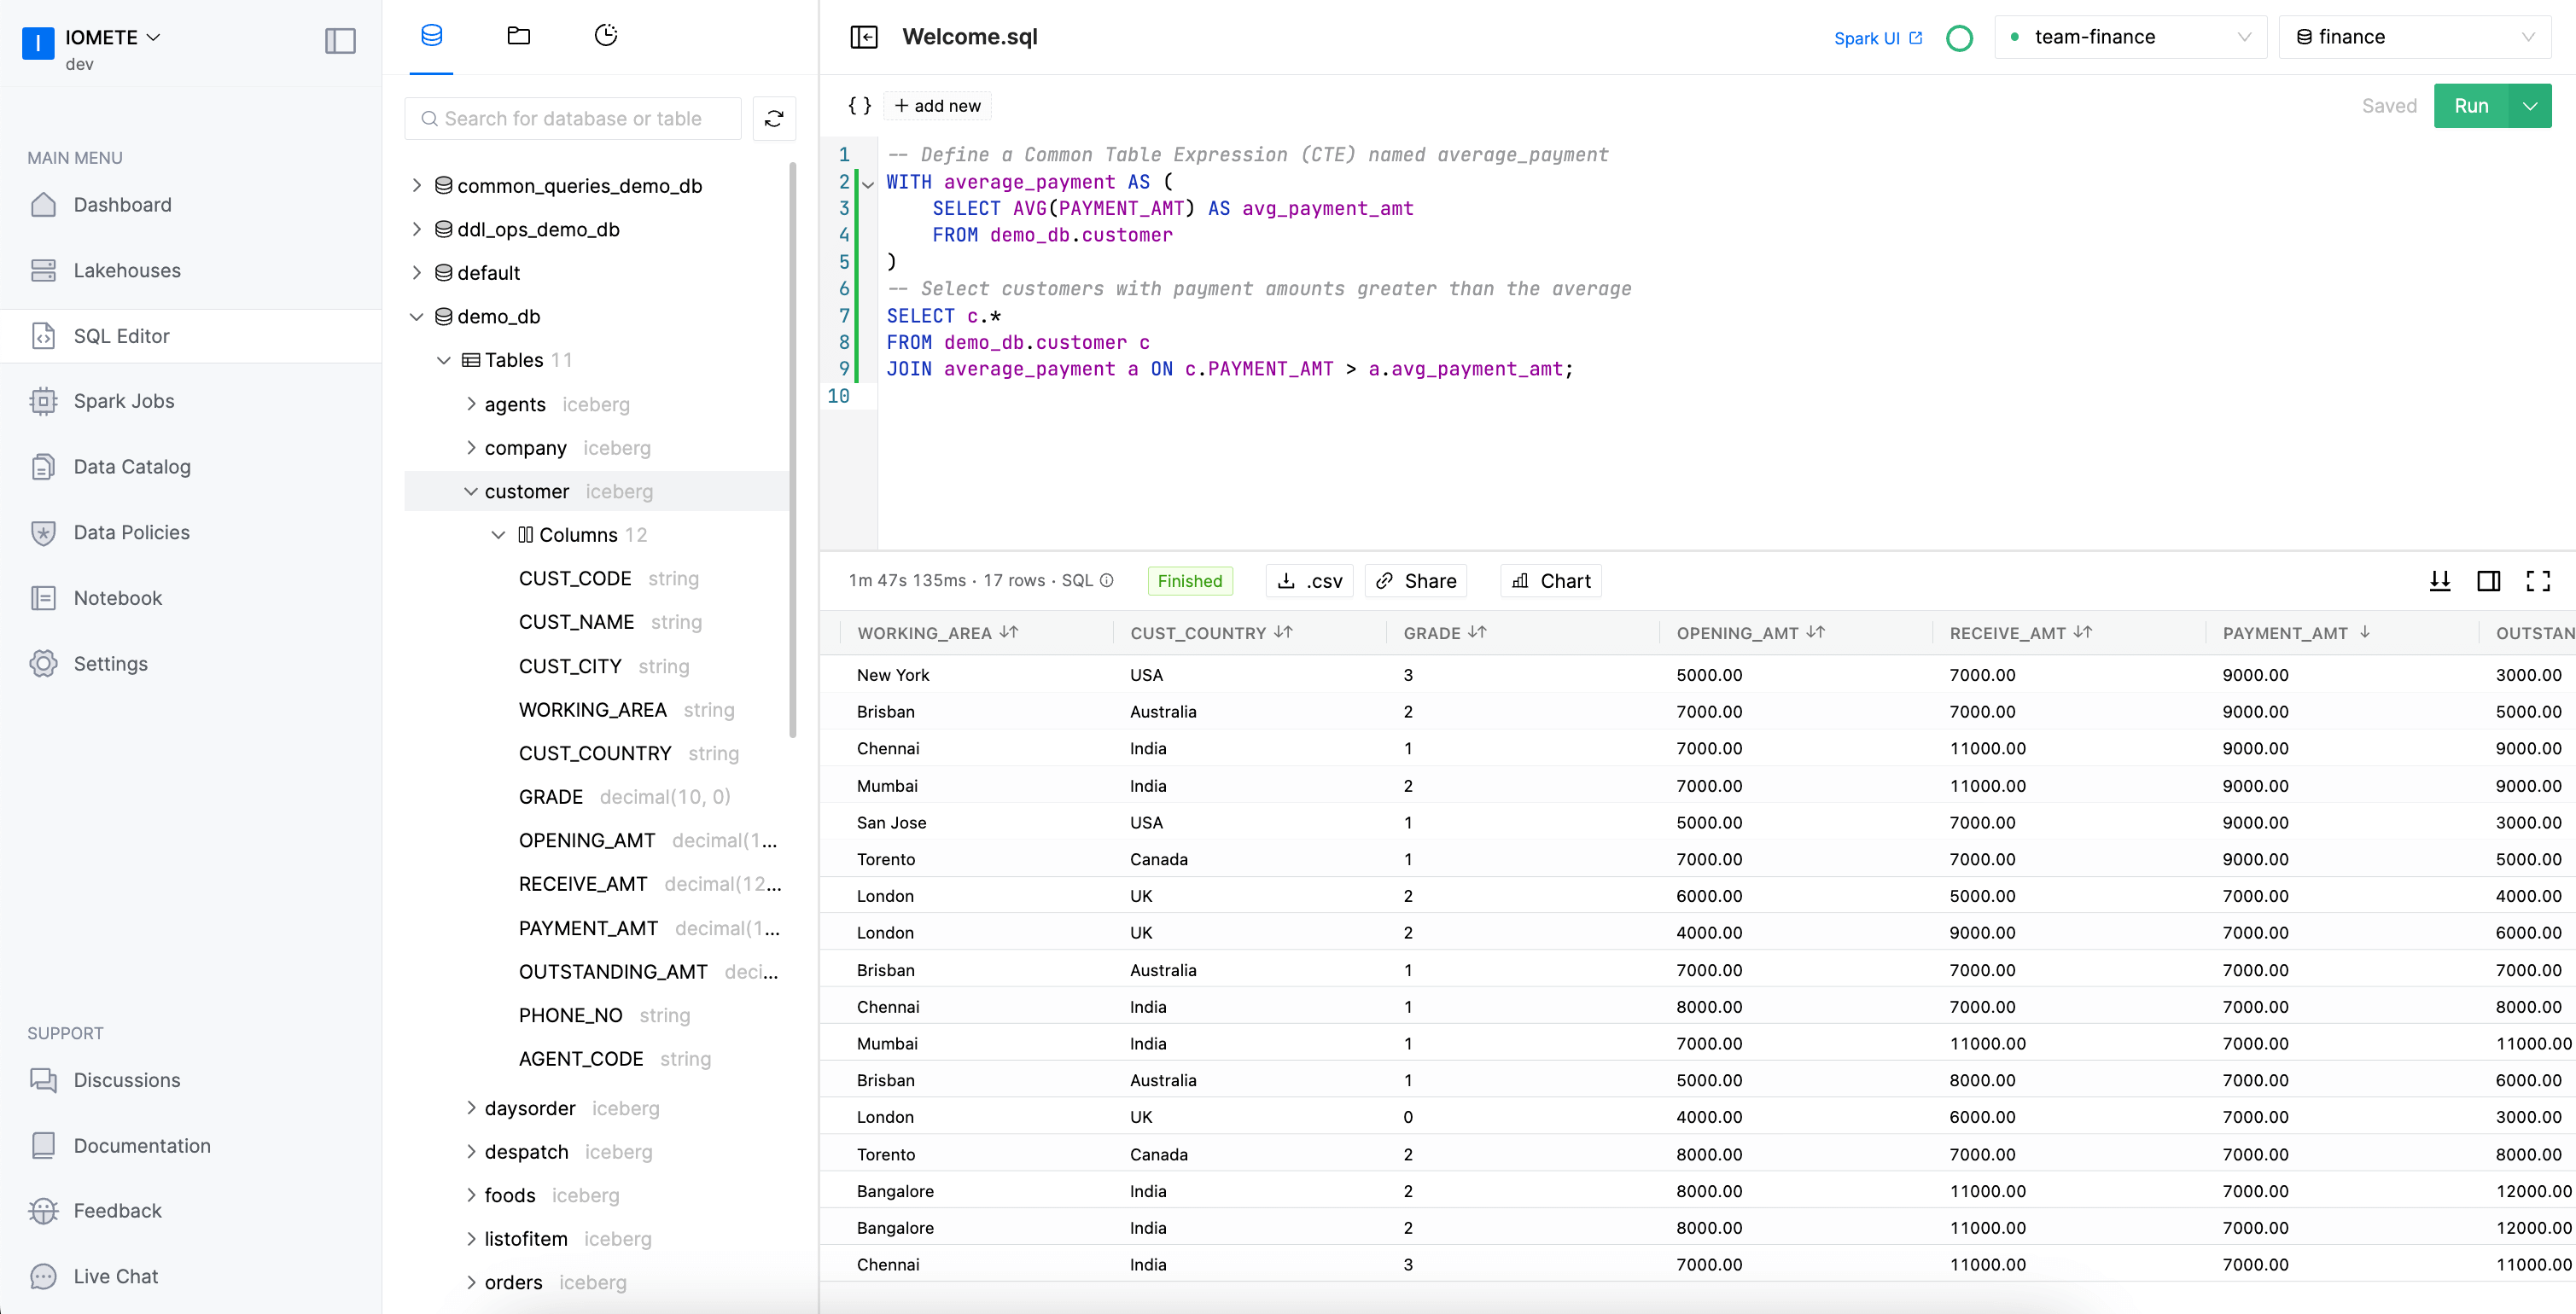 IOMETE
dev
MAIN MENU
Dashboard
Lakehouses
SQL Editor
Spark Jobs
Data Catalog
Data Policies
Notebook
Settings
SUPPORT
Discussions
Documentation
Feedback
Live Chat
Search for database or table
common_queries_demo_db
ddl_ops_demo_db
default
demo_db
Tables 11
agents iceberg
company iceberg
customer iceberg
Columns 12
CUST_CODE string
CUST_NAME string
CUST_CITY string
WORKING_AREA string
CUST_COUNTRY string
GRADE decimal(10, 0)
OPENING_AMT decimal(1...
RECEIVE_AMT decimal(12...
PAYMENT_AMT decimal(1...
OUTSTANDING_AMT deci...
PHONE_NO string
AGENT_CODE string
daysorder iceberg
despatch iceberg
foods iceberg
listofitem iceberg
orders iceberg
Welcome.sql
Spark UI
team-finance
finance
{ } + add new
Saved
Run
1 -- Define a Common Table Expression (CTE) named average_payment
2 WITH average_payment AS (
3 SELECT AVG(PAYMENT_AMT) AS avg_payment_amt
4 FROM demo_db.customer
5 )
6 -- Select customers with payment amounts greater than the average
7 SELECT c.*
8 FROM demo_db.customer c
9 JOIN average_payment a ON c.PAYMENT_AMT > a.avg_payment_amt;
10
1m 47s 135ms · 17 rows · SQL Finished .csv Share Chart
WORKING_AREA CUST_COUNTRY GRADE OPENING_AMT RECEIVE_AMT PAYMENT_AMT OUTSTAN
New York USA 3 5000.00 7000.00 9000.00 3000.00
Brisban Australia 2 7000.00 7000.00 9000.00 5000.00
Chennai India 1 7000.00 11000.00 9000.00 9000.00
Mumbai India 2 7000.00 11000.00 9000.00 9000.00
San Jose USA 1 5000.00 7000.00 9000.00 3000.00
Torento Canada 1 7000.00 7000.00 9000.00 5000.00
London UK 2 6000.00 5000.00 7000.00 4000.00
London UK 2 4000.00 9000.00 7000.00 6000.00
Brisban Australia 1 7000.00 7000.00 7000.00 7000.00
Chennai India 1 8000.00 7000.00 7000.00 8000.00
Mumbai India 1 7000.00 11000.00 7000.00 11000.00
Brisban Australia 1 5000.00 8000.00 7000.00 6000.00
London UK 0 4000.00 6000.00 7000.00 3000.00
Torento Canada 2 8000.00 7000.00 7000.00 8000.00
Bangalore India 2 8000.00 11000.00 7000.00 12000.00
Bangalore India 2 8000.00 11000.00 7000.00 12000.00
Chennai India 3 7000.00 11000.00 7000.00 11000.00